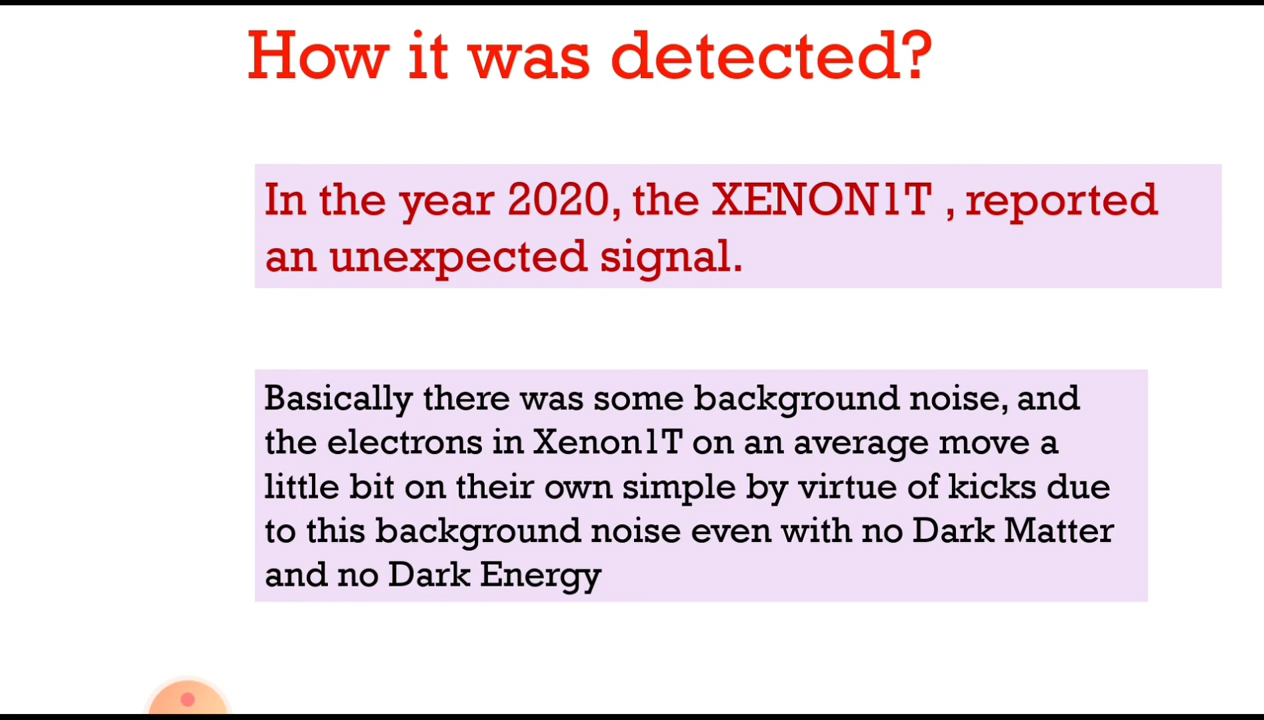 How it was detected?
In the year 2020, the XENON1T , reported
an unexpected signal.
Basically there was some background noise, and
the electrons in Xenon1T on an average move a
little bit on their own simple by virtue of kicks due
to this background noise even with no Dark Matter
and no Dark Energy